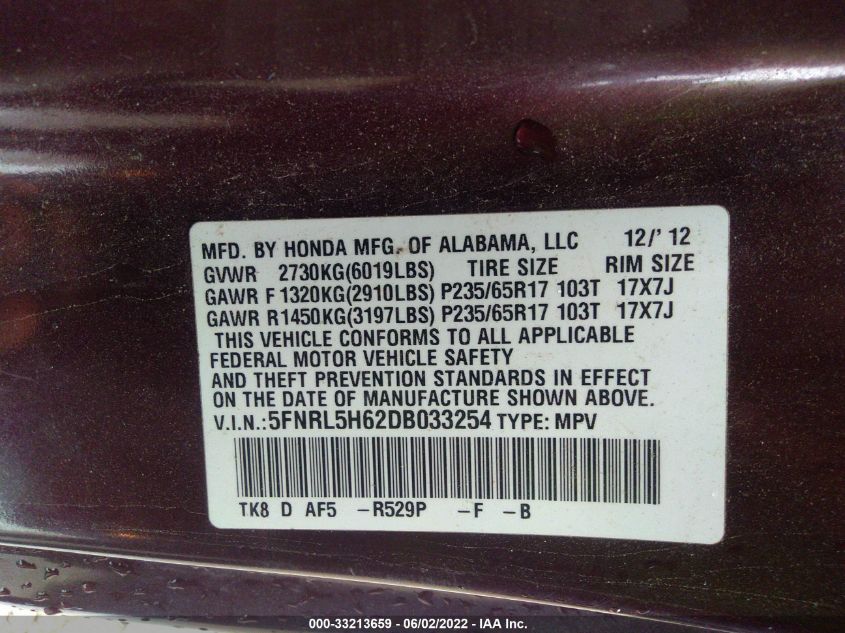 MFD. BY HONDA MFG. OF ALABAMA, LLC 12/'12
GVWR 2730KG(6019LBS) TIRE SIZE RIM SIZE
GAWR F1320KG(2910LBS) P235/65R17 103T 17X7J
GAWR R1450KG(3197LBS) P235/65R17 103T 17X7J
THIS VEHICLE CONFORMS TO ALL APPLICABLE
FEDERAL MOTOR VEHICLE SAFETY
AND THEFT PREVENTION STANDARDS IN EFFECT
ON THE DATE OF MANUFACTURE SHOWN ABOVE.
V.I.N.:5FNRL5H62DB033254 TYPE: MPV
TK8 D AF5 -R529P -F -B
000-33213659 - 06/02/2022 - IAA Inc.